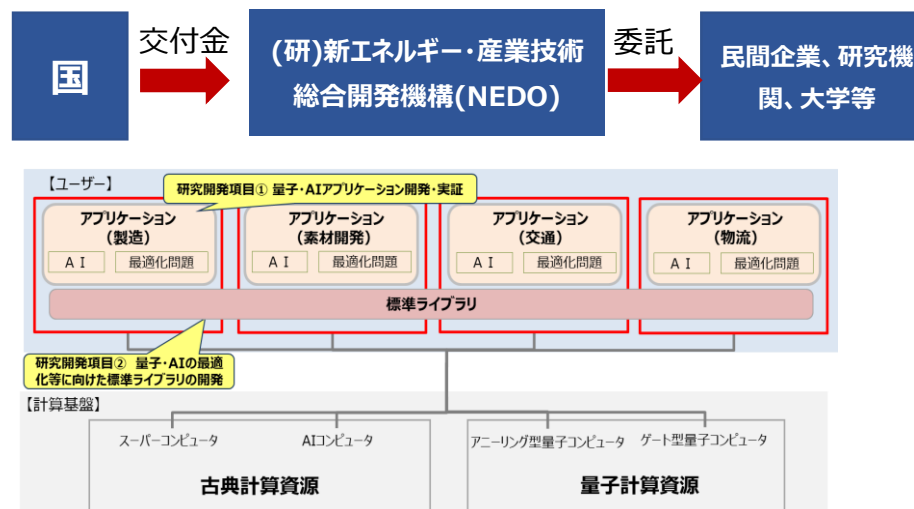 交付金
委託
国
(研)新エネルギー・産業技術
総合開発機構(NEDO)
民間企業、研究機
関、大学等
【ユーザー】
研究開発項目① 量子・AIアプリケーション開発・実証
アプリケーション
(製造)
AI 最適化問題
アプリケーション
(素材開発)
AI 最適化問題
アプリケーション
(交通)
AI 最適化問題
アプリケーション
(物流)
AI 最適化問題
標準ライブラリ
研究開発項目② 量子・AIの最適
化等に向けた標準ライブラリの開発
【計算基盤】
スーパーコンピュータ
AIコンピュータ
アニーリング型量子コンピュータ
ゲート型量子コンピュータ
古典計算資源
量子計算資源